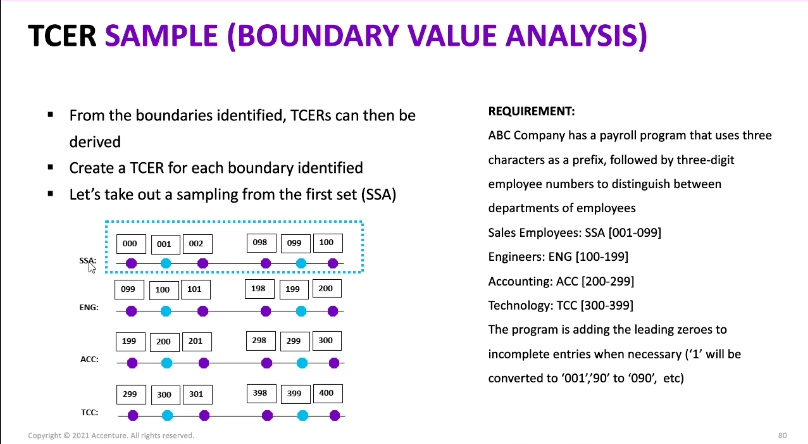 TCER SAMPLE (BOUNDARY VALUE ANALYSIS)
▪ From the boundaries identified, TCERs can then be
derived
▪ Create a TCER for each boundary identified
▪ Let's take out a sampling from the first set (SSA)
000 001 002 098 099 100
SSA:
099 100 101 198 199 200
ENG:
199 200 201 298 299 300
ACC:
299 300 301 398 399 400
TCC:
REQUIREMENT:
ABC Company has a payroll program that uses three
characters as a prefix, followed by three-digit
employee numbers to distinguish between
departments of employees
Sales Employees: SSA [001-099]
Engineers: ENG [100-199]
Accounting: ACC [200-299]
Technology: TCC [300-399]
The program is adding the leading zeroes to
incomplete entries when necessary ('1' will be
converted to '001','90' to '090', etc)
Copyright © 2021 Accenture. All rights reserved.
80